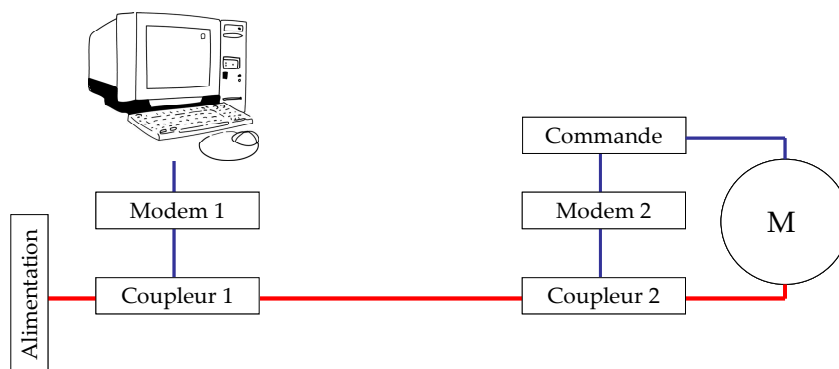 Commande
Modem 1
Modem 2
M
Alimentation
Coupleur 1
Coupleur 2